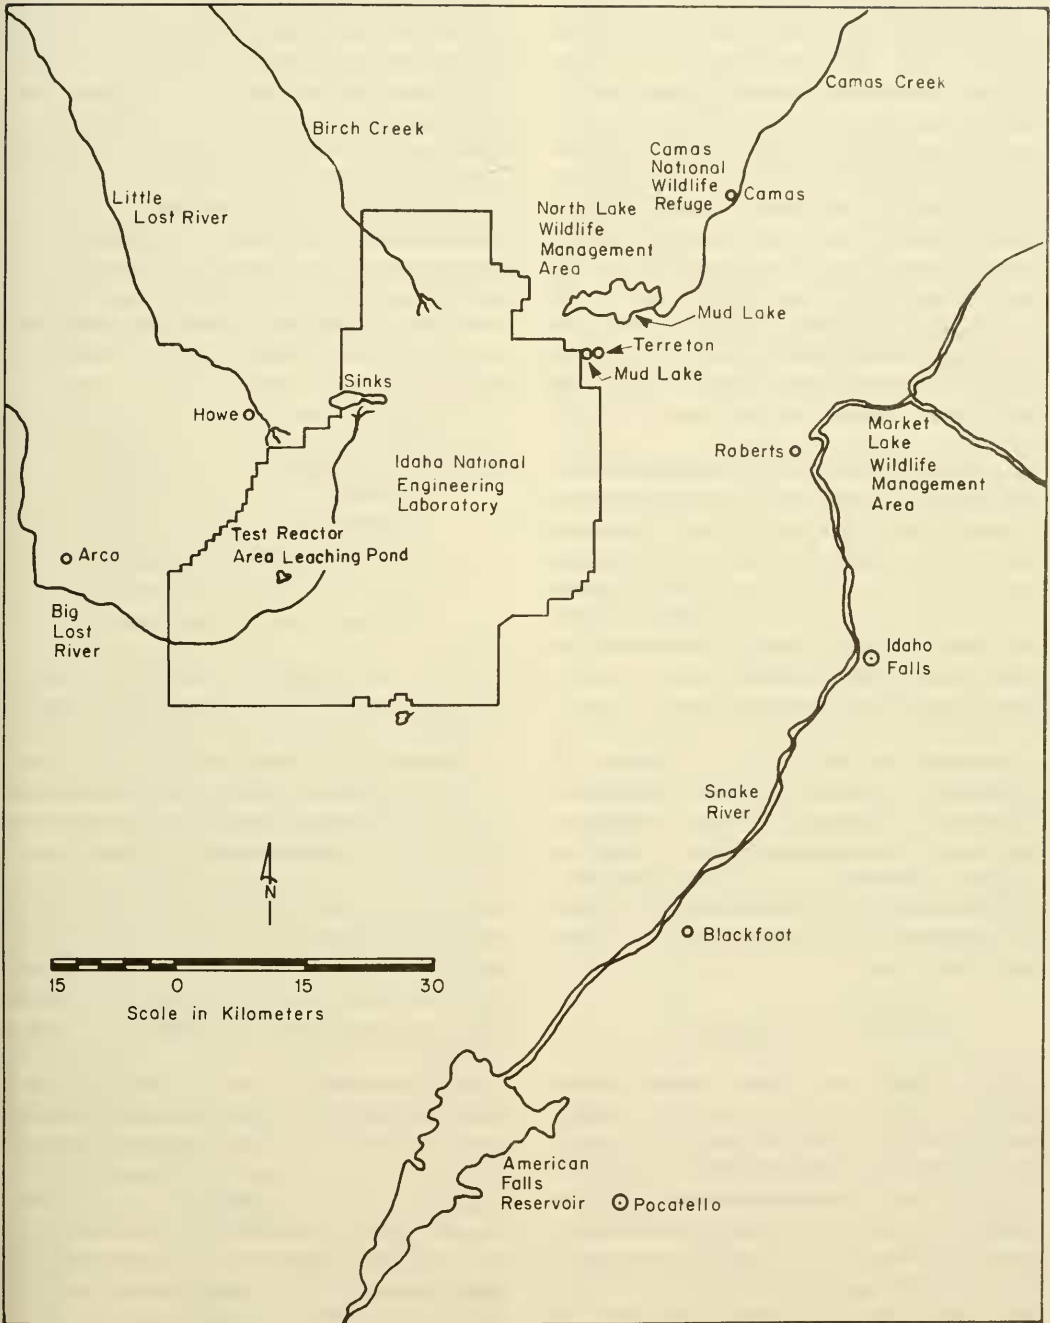 Camas Creek
Birch Creek
Camas
National
Wildlife
Refuge
Camas
Little
Lost River
North Lake
Wildlife
Management
Area
Mud Lake
Terreton
Mud Lake
Sinks
Howe
Market
Lake
Wildlife
Management
Area
Roberts
Idaho National
Engineering
Laboratory
Test Reactor
Area Leaching Pond
Arco
Big
Lost
River
Idaho
Falls
Snake
River
N
Blackfoot
15 0 15 30
Scale in Kilometers
American
Falls
Reservoir
Pocatello